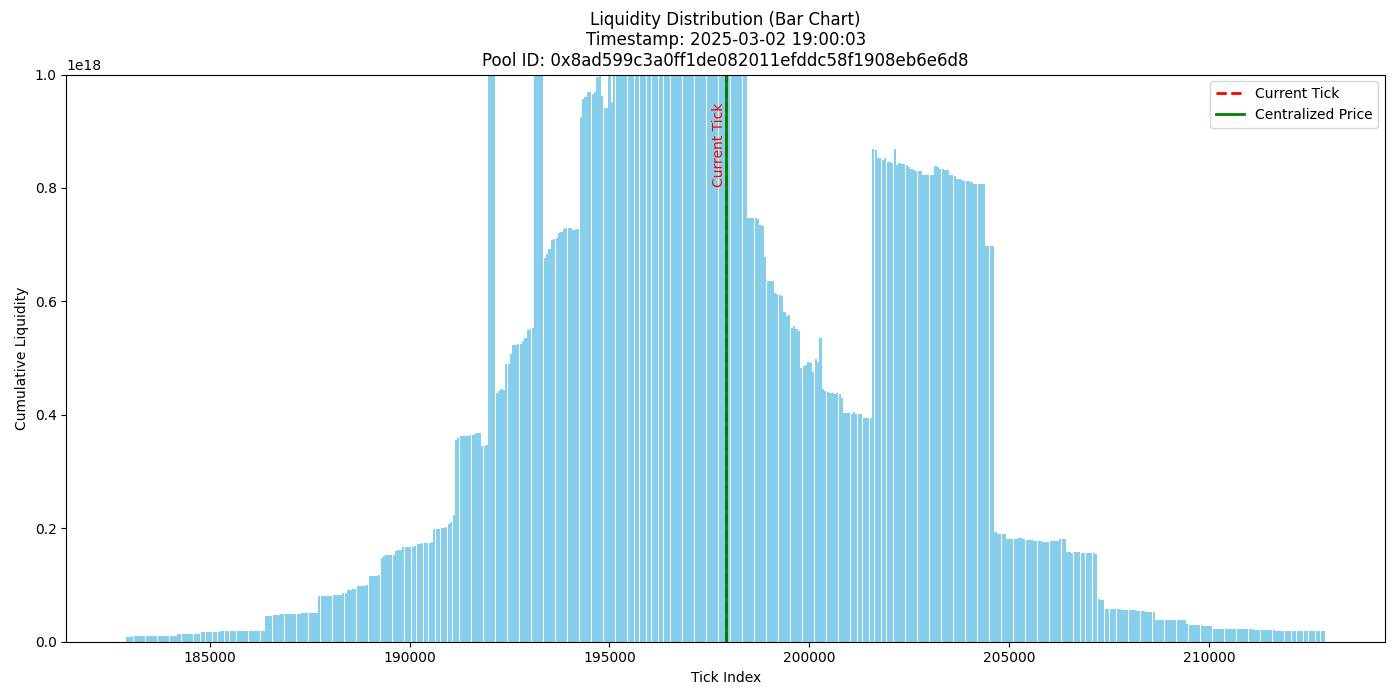 Liquidity Distribution (Bar Chart)
Timestamp: 2025-03-02 19:00:03
Pool ID: 0x8ad599c3a0ff1de082011efddc58f1908eb6e6d8
1e18
1.0
0.8
0.6
0.4
0.2
0.0
Cumulative Liquidity
Current Tick
Current Tick
Centralized Price
185000
190000
195000
200000
205000
210000
Tick Index